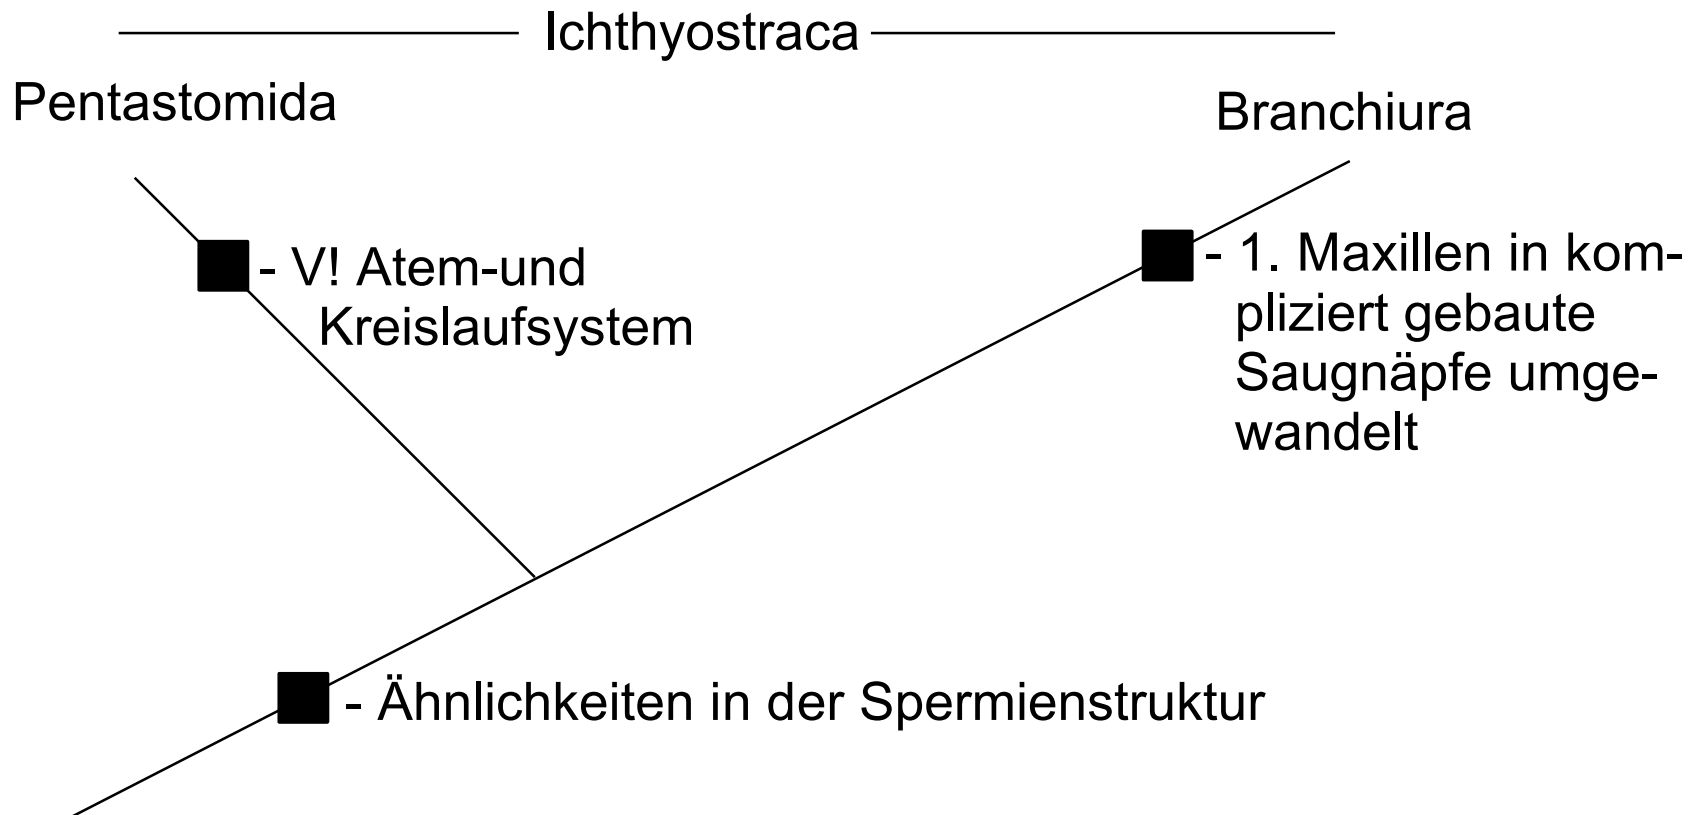 Ichthyostraca
Pentastomida
Branchiura
- V! Atem-und
Kreislaufsystem
- 1. Maxillen in kom-
pliziert gebaute
Saugnäpfe umge-
wandelt
- Ähnlichkeiten in der Spermienstruktur